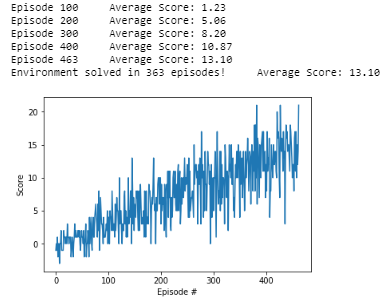 Episode 100 Average Score: 1.23
Episode 200 Average Score: 5.06
Episode 300 Average Score: 8.20
Episode 400 Average Score: 10.87
Episode 463 Average Score: 13.10
Environment solved in 363 episodes! Average Score: 13.10
20
15
10
5
0
Score
0 100 200 300 400
Episode #